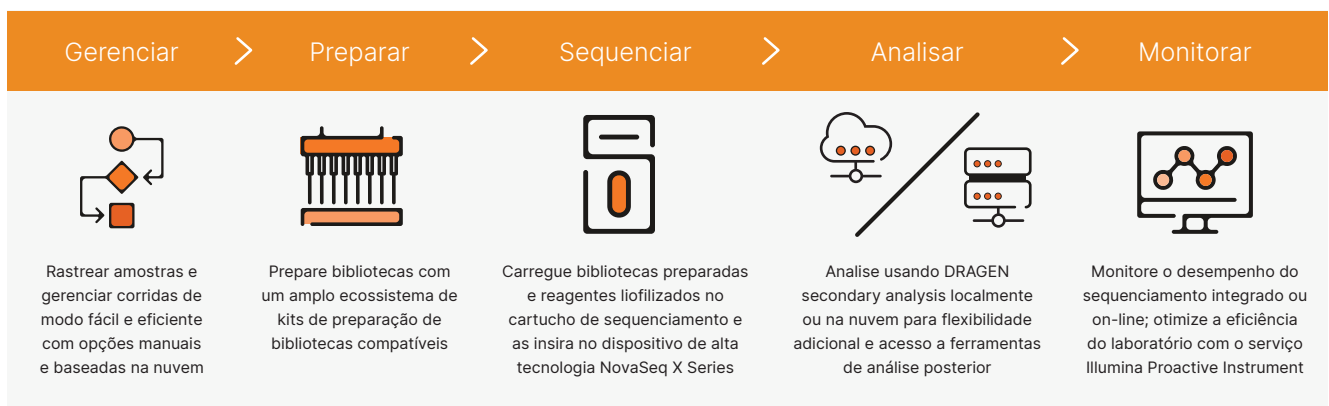 Gerenciar
Preparar
Sequenciar
Analisar
Monitorar
Rastrear amostras e
gerenciar corridas de
modo fácil e eficiente
com opções manuais
e baseadas na nuvem
Prepare bibliotecas com
um amplo ecossistema de
kits de preparação de
bibliotecas compatíveis
Carregue bibliotecas preparadas
e reagentes liofilizados no
cartucho de sequenciamento e
as insira no dispositivo de alta
tecnologia NovaSeq X Series
Analise usando DRAGEN
secondary analysis localmente
ou na nuvem para flexibilidade
adicional e acesso a ferramentas
de análise posterior
Monitore o desempenho do
sequenciamento integrado ou
on-line; otimize a eficiência
do laboratório com o serviço
Illumina Proactive Instrument